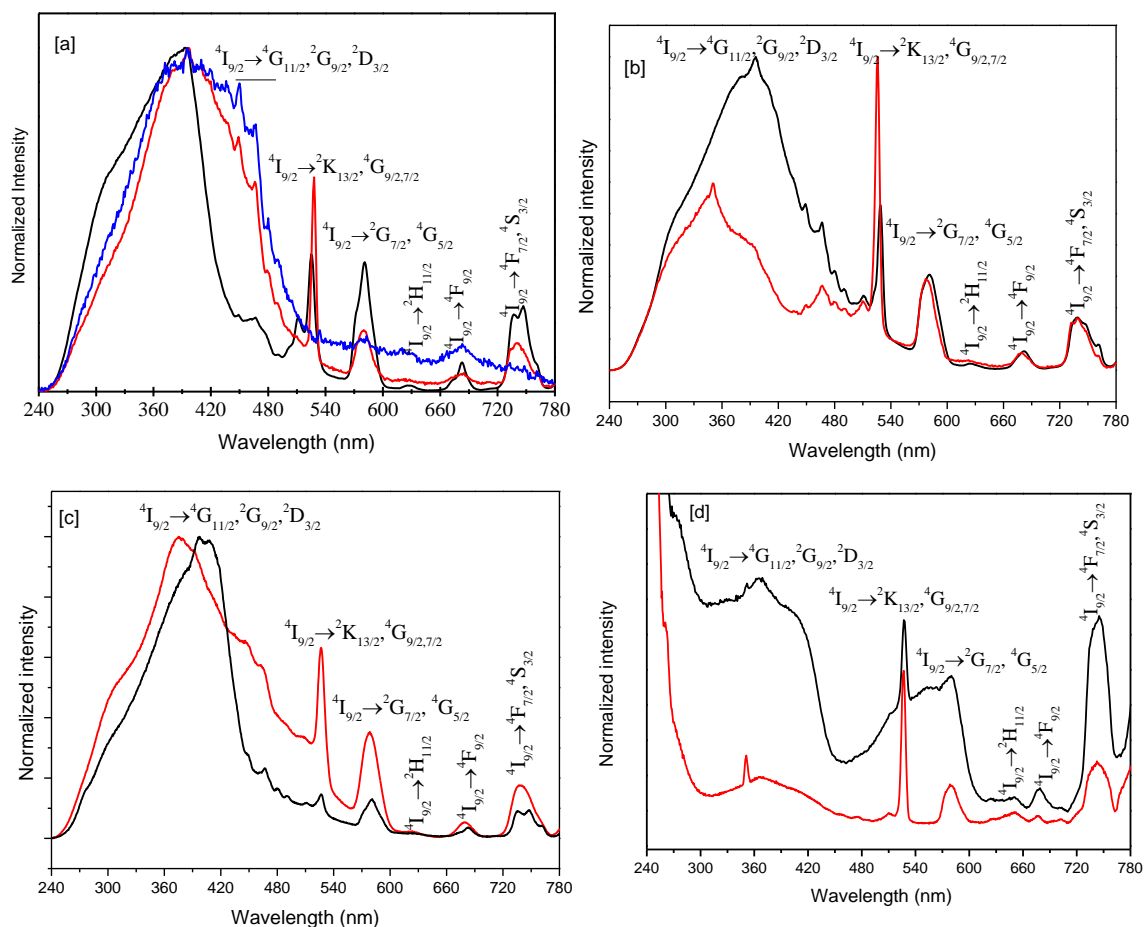 [a]
⁴I₉/₂→⁴G₁₁/₂,²G₉/₂,²D₃/₂
⁴I₉/₂→²K₁₃/₂,⁴G₉/₂,₇/₂
⁴I₉/₂→²G₇/₂, ⁴G₅/₂
⁴I₉/₂→²H₁₁/₂
⁴I₉/₂→⁴F₉/₂
⁴I₉/₂→⁴F₇/₂,⁴S₃/₂
Normalized Intensity
240 300 360 420 480 540 600 660 720 780
Wavelength (nm)
[b]
⁴I₉/₂→⁴G₁₁/₂,²G₉/₂,²D₃/₂
⁴I₉/₂→²K₁₃/₂,⁴G₉/₂,₇/₂
⁴I₉/₂→²G₇/₂, ⁴G₅/₂
⁴I₉/₂→²H₁₁/₂
⁴I₉/₂→⁴F₉/₂
⁴I₉/₂→⁴F₇/₂,⁴S₃/₂
Normalized intensity
240 300 360 420 480 540 600 660 720 780
Wavelength (nm)
[c]
⁴I₉/₂→⁴G₁₁/₂,²G₉/₂,²D₃/₂
⁴I₉/₂→²K₁₃/₂,⁴G₉/₂,₇/₂
⁴I₉/₂→²G₇/₂, ⁴G₅/₂
⁴I₉/₂→²H₁₁/₂
⁴I₉/₂→⁴F₉/₂
⁴I₉/₂→⁴F₇/₂,⁴S₃/₂
Normalized intensity
240 300 360 420 480 540 600 660 720 780
Wavelength (nm)
[d]
⁴I₉/₂→⁴G₁₁/₂,²G₉/₂,²D₃/₂
⁴I₉/₂→²K₁₃/₂,⁴G₉/₂,₇/₂
⁴I₉/₂→²G₇/₂, ⁴G₅/₂
⁴I₉/₂→²H₁₁/₂
⁴I₉/₂→⁴F₉/₂
⁴I₉/₂→⁴F₇/₂,⁴S₃/₂
Normalized intensity
240 300 360 420 480 540 600 660 720 780
Wavelength (nm)